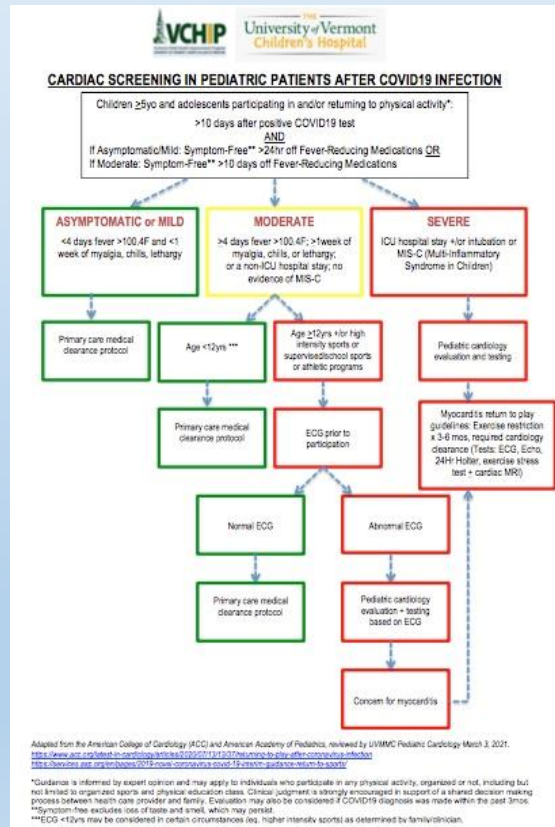 VCHIP
THE
University of Vermont
Children's Hospital
CARDIAC SCREENING IN PEDIATRIC PATIENTS AFTER COVID19 INFECTION
Children ≥5yo and adolescents participating in and/or returning to physical activity*:
>10 days after positive COVID19 test
AND
If Asymptomatic/Mild: Symptom-Free** >24hr off Fever-Reducing Medications OR
If Moderate: Symptom-Free** >10 days off Fever-Reducing Medications
ASYMPTOMATIC or MILD
<4 days fever >100.4F and <1
week of myalgia, chills, lethargy
MODERATE
>4 days fever >100.4F; >1week of
myalgia, chills, or lethargy;
or a non-ICU hospital stay; no
evidence of MIS-C
SEVERE
ICU hospital stay +/or intubation or
MIS-C (Multi-Inflammatory
Syndrome in Children)
Primary care medical
clearance protocol
Age <12yrs ***
Age ≥12yrs +/or high
intensity sports or
supervised/school sports
or athletic programs
Pediatric cardiology
evaluation and testing
Primary care medical
clearance protocol
ECG prior to
participation
Myocarditis return to play
guidelines: Exercise restriction
x 3-6 mos, required cardiology
clearance (Tests: ECG, Echo,
24Hr Holter, exercise stress
test + cardiac MRI)
Normal ECG
Abnormal ECG
Primary care medical
clearance protocol
Pediatric cardiology
evaluation + testing
based on ECG
Concern for myocarditis
Adapted from the American College of Cardiology (ACC) and American Academy of Pediatrics, reviewed by UVMMC Pediatric Cardiology March 3, 2021.
*Guidance is informed by expert opinion and may apply to individuals who participate in any physical activity, organized or not, including but
not limited to organized sports and physical education class. Clinical judgment is strongly encouraged in support of a shared decision making
process between health care provider and family. Evaluation may also be considered if COVID19 diagnosis was made within the past 3mos.
**Symptom-free excludes loss of taste and smell, which may persist.
***ECG <12yrs may be considered in certain circumstances (eg. higher intensity sports) as determined by family/clinician.